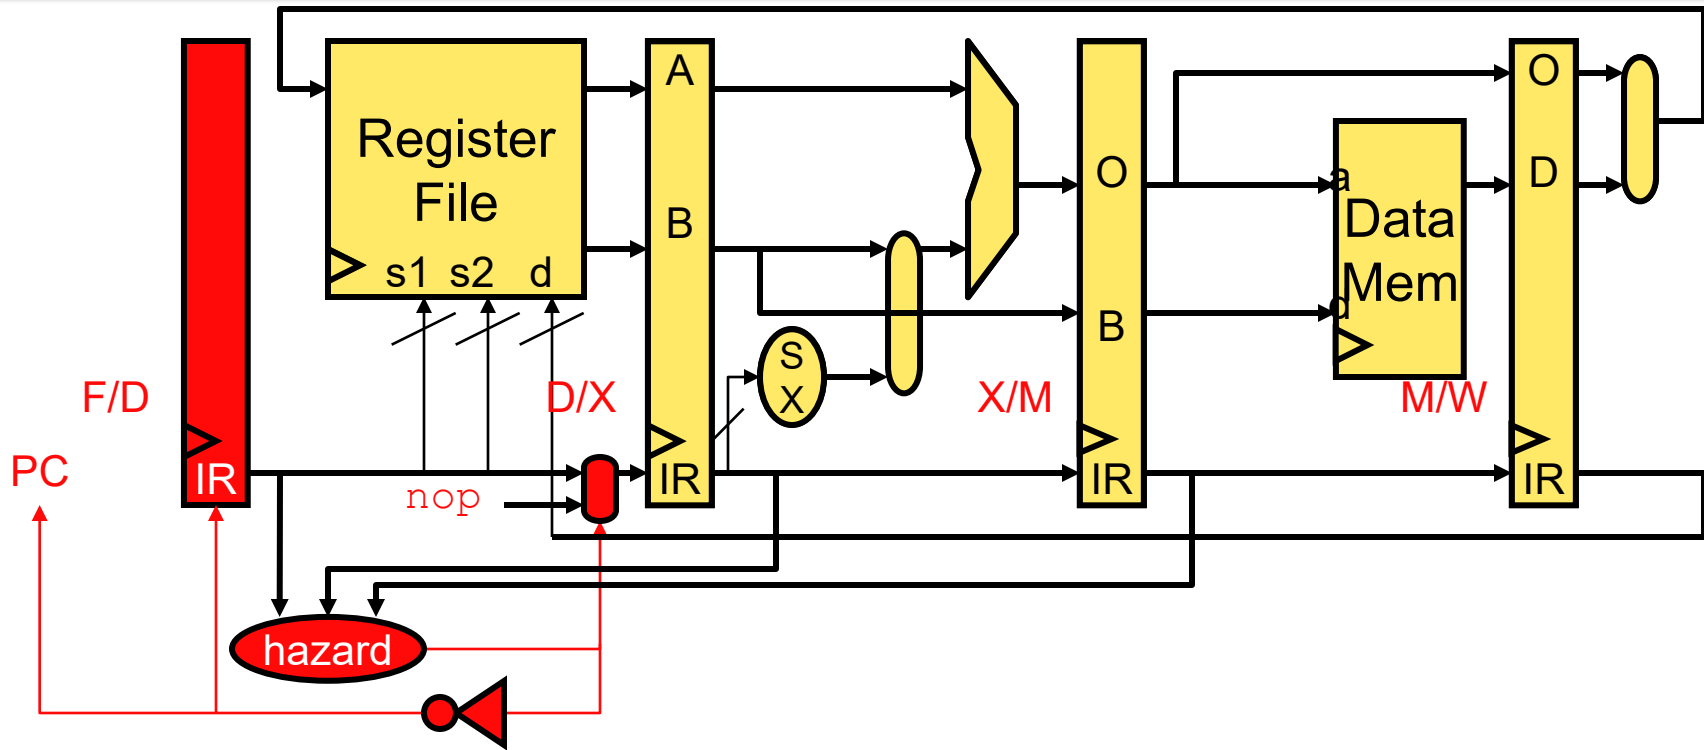 A
O
O
Register
File
D
B
a
Data
Mem
d
s1 s2 d
S
X
B
F/D
D/X
X/M
M/W
PC
IR
nop
IR
IR
IR
hazard